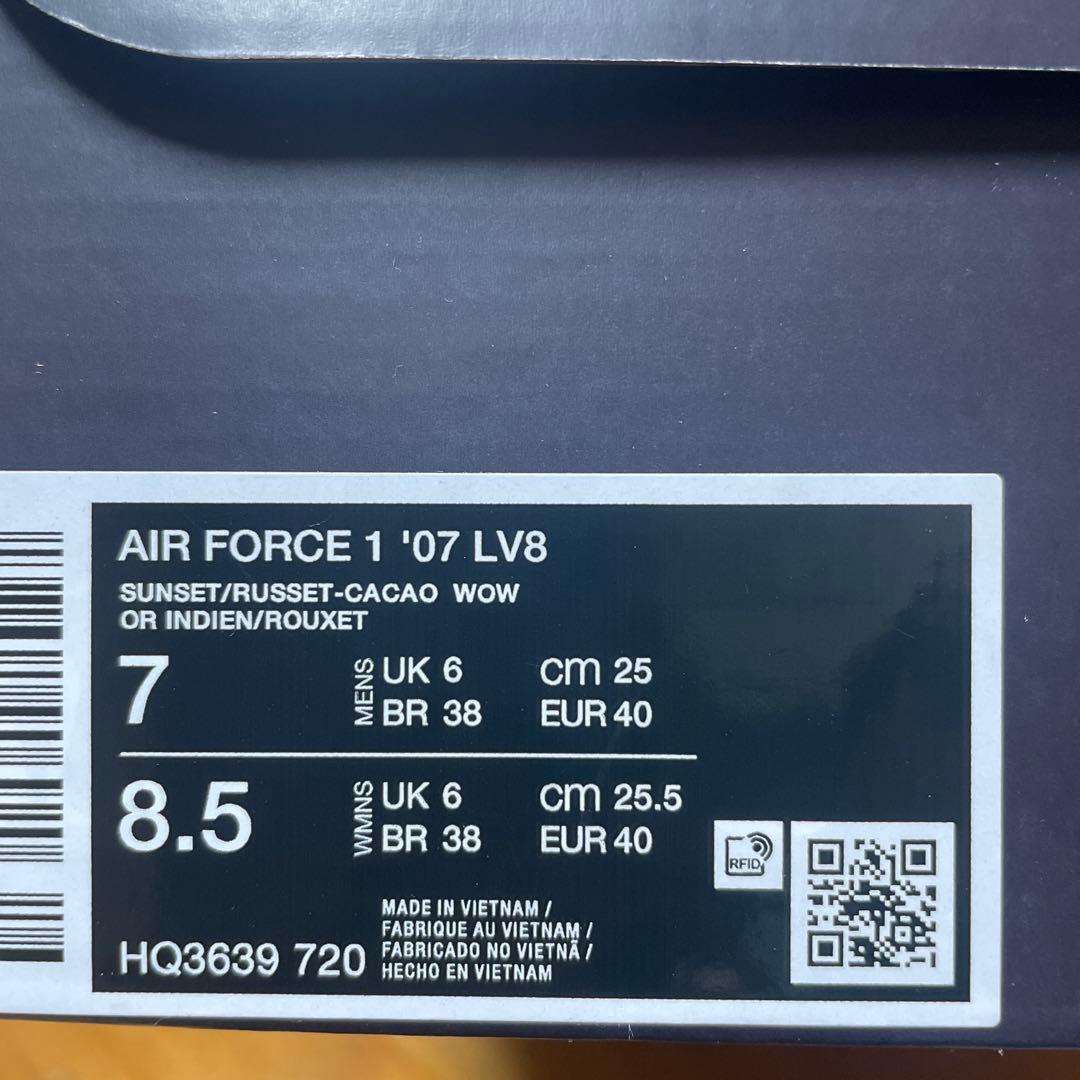 AIR FORCE 1 '07 LV8
SUNSET/RUSSET-CACAO WOW
OR INDIEN/ROUXET
7
MENS
UK 6
CM 25
BR 38
EUR 40
8.5
WMNS
UK 6
CM 25.5
BR 38
EUR 40
RFID
HQ3639 720
MADE IN VIETNAM /
FABRIQUE AU VIETNAM /
FABRICADO NO VIETNÃ /
HECHO EN VIETNAM